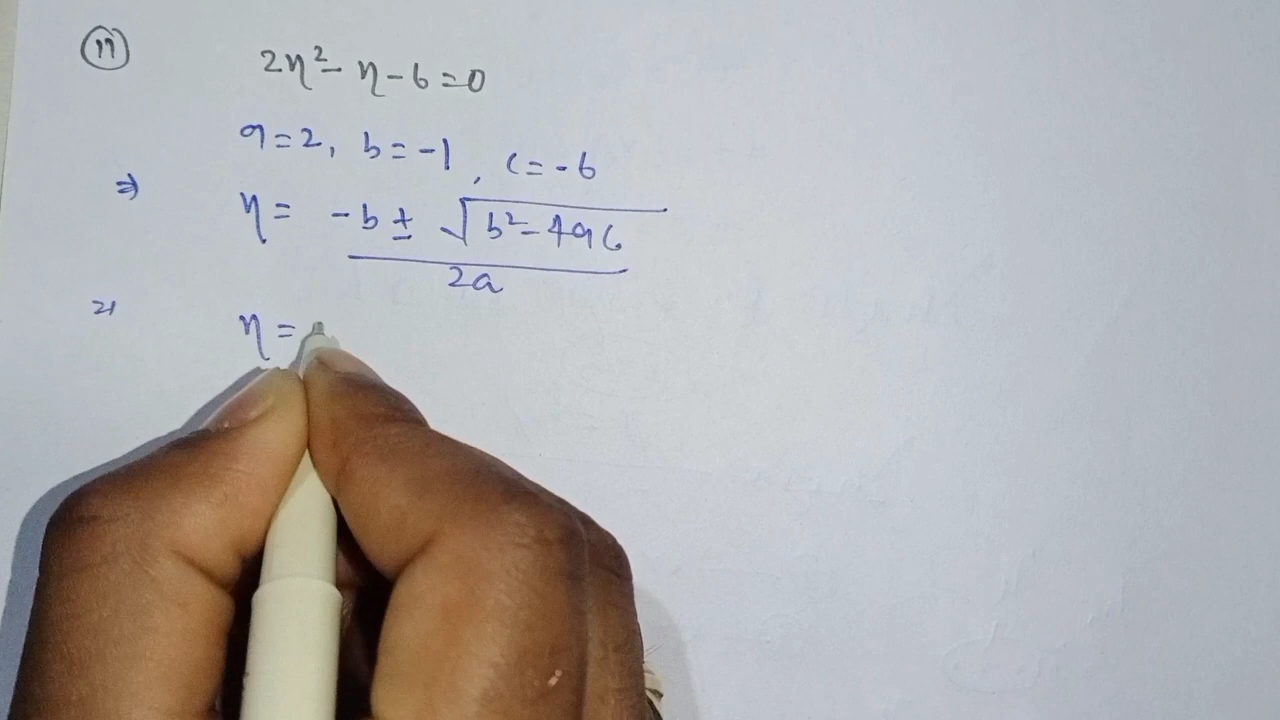 (11) 2x² - x - 6 = 0
a = 2, b = -1, c = -6
⇒ x = -b ± √(b² - 4ac) / 2a
⇒ x =